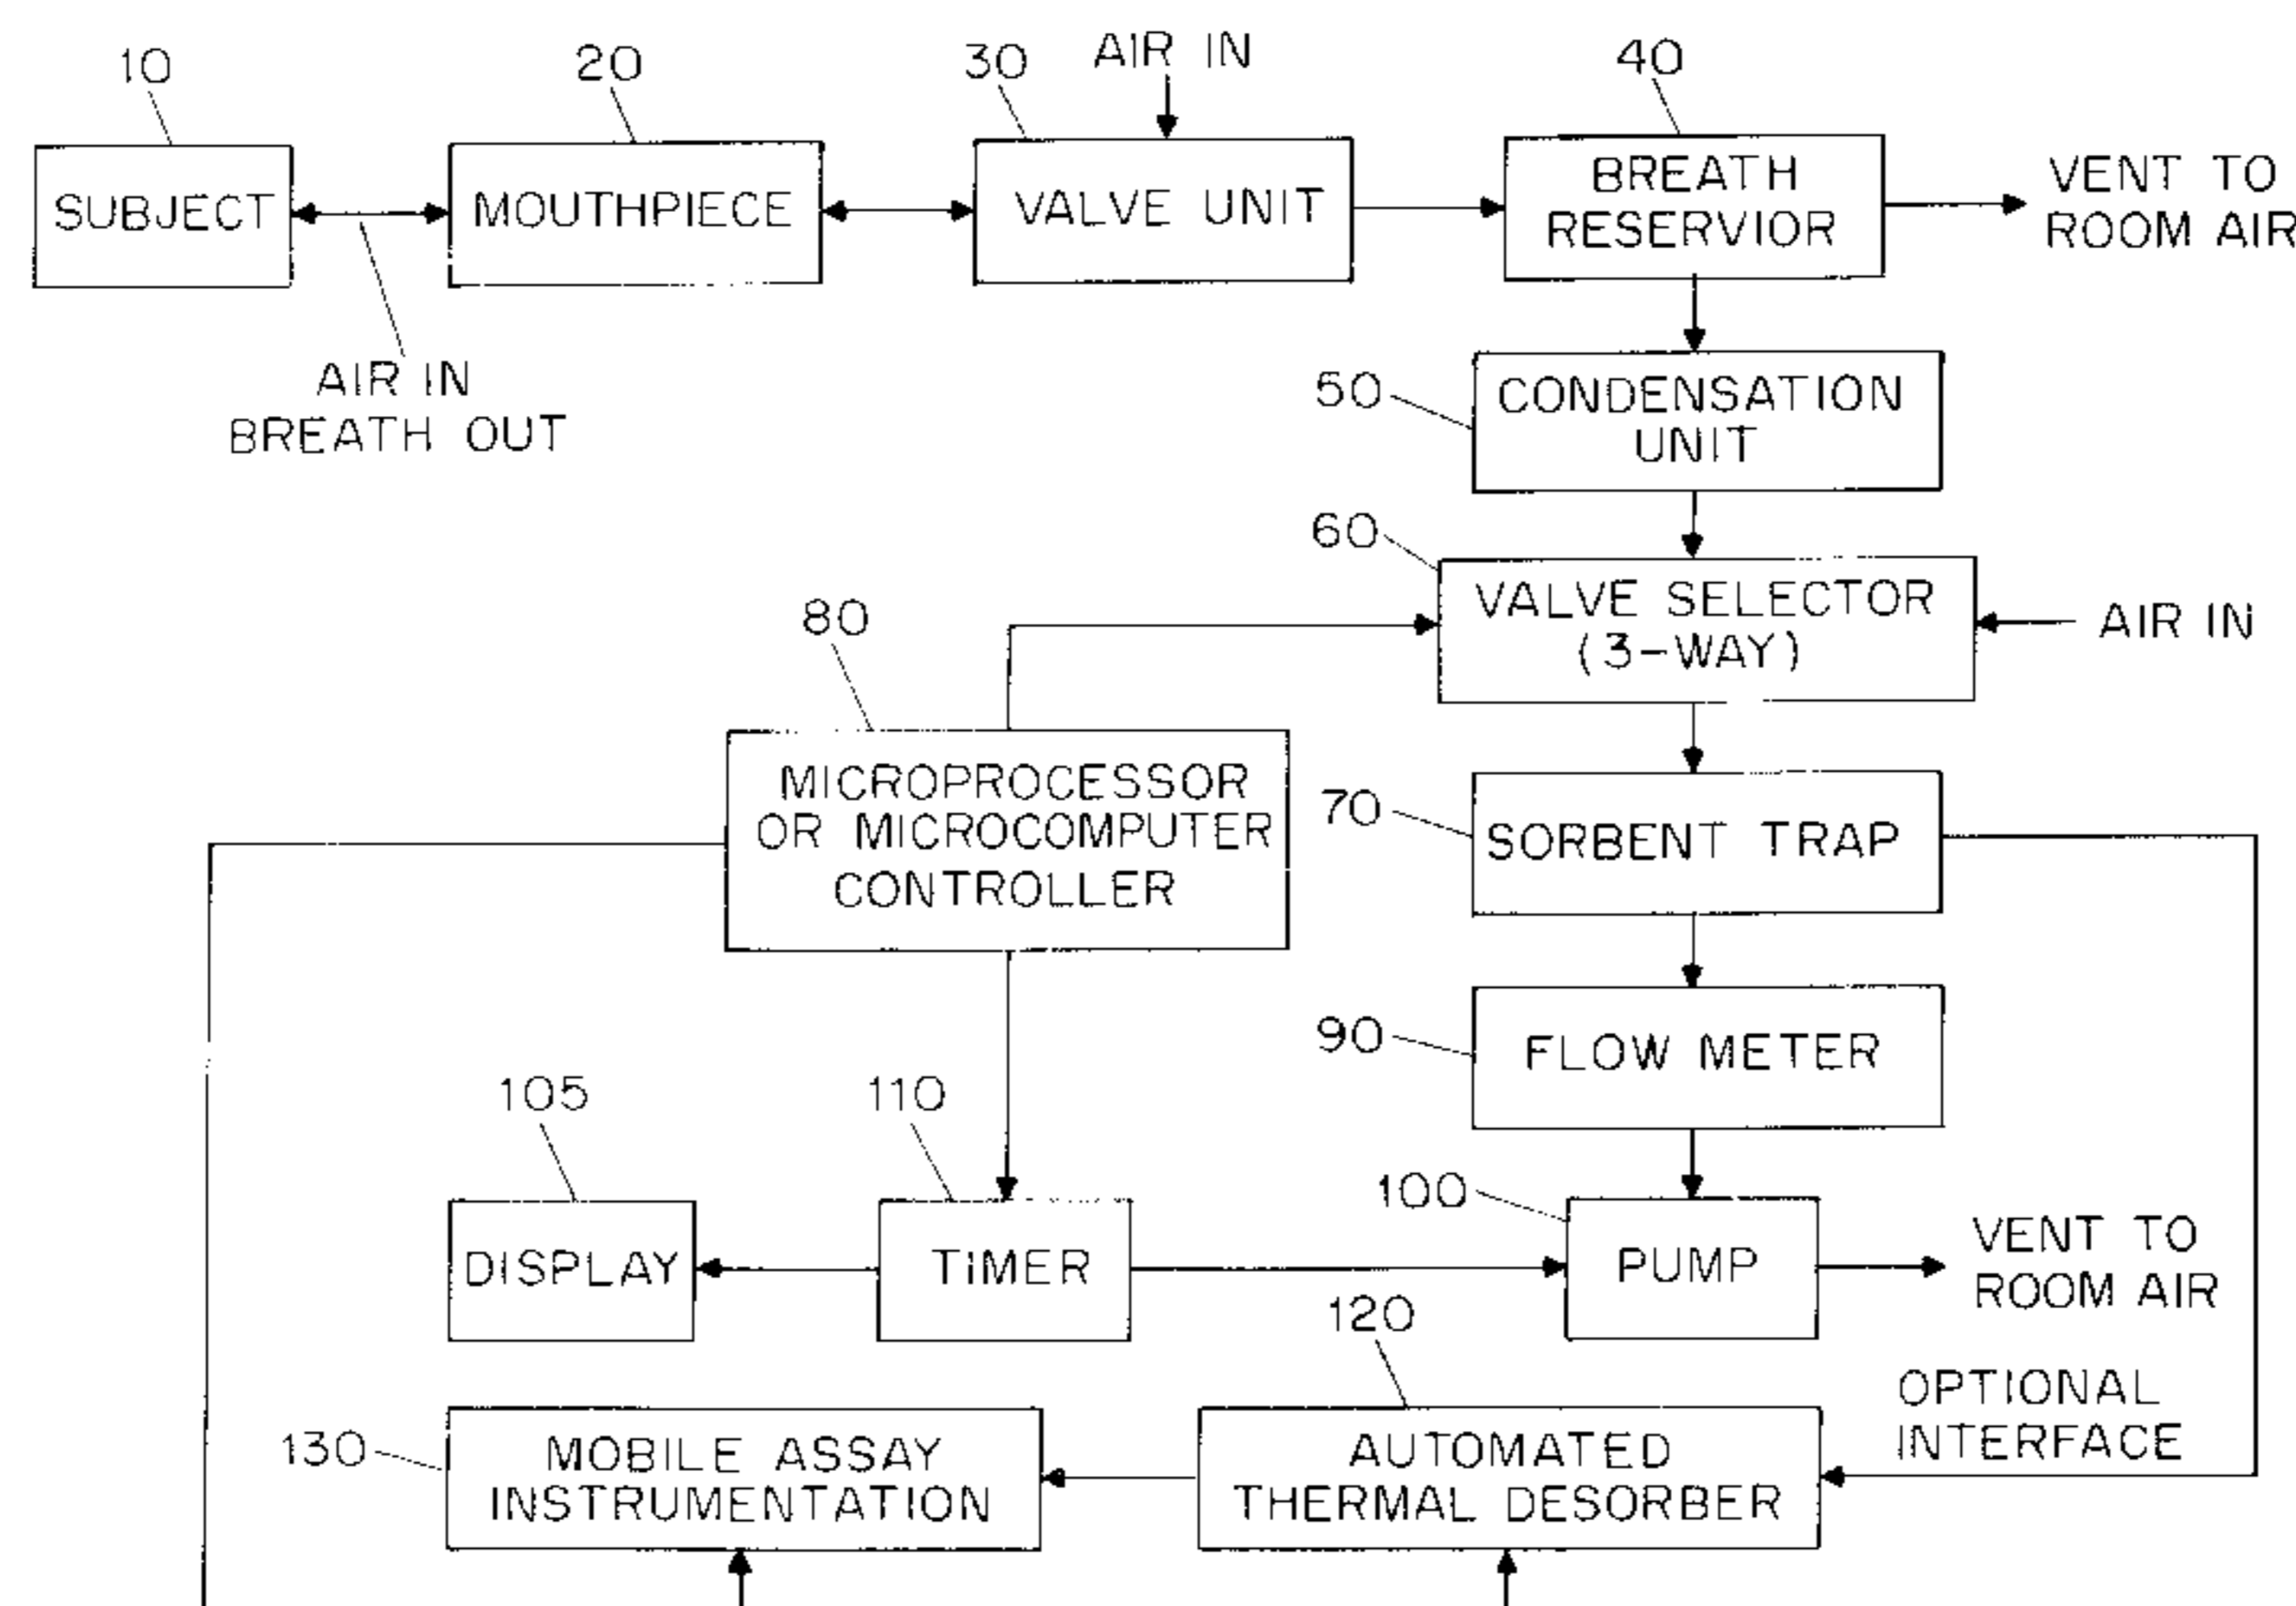 10
20
30
AIR IN
40
SUBJECT
MOUTHPIECE
VALVE UNIT
BREATH
RESERVIOR
VENT TO
ROOM AIR
AIR IN
BREATH OUT
50
CONDENSATION
UNIT
60
VALVE SELECTOR
(3-WAY)
AIR IN
80
MICROPROCESSOR
OR MICROCOMPUTER
CONTROLLER
70
SORBENT TRAP
90
FLOW METER
105
110
100
DISPLAY
TIMER
PUMP
VENT TO
ROOM AIR
120
OPTIONAL
INTERFACE
130
MOBILE ASSAY
INSTRUMENTATION
AUTOMATED
THERMAL DESORBER